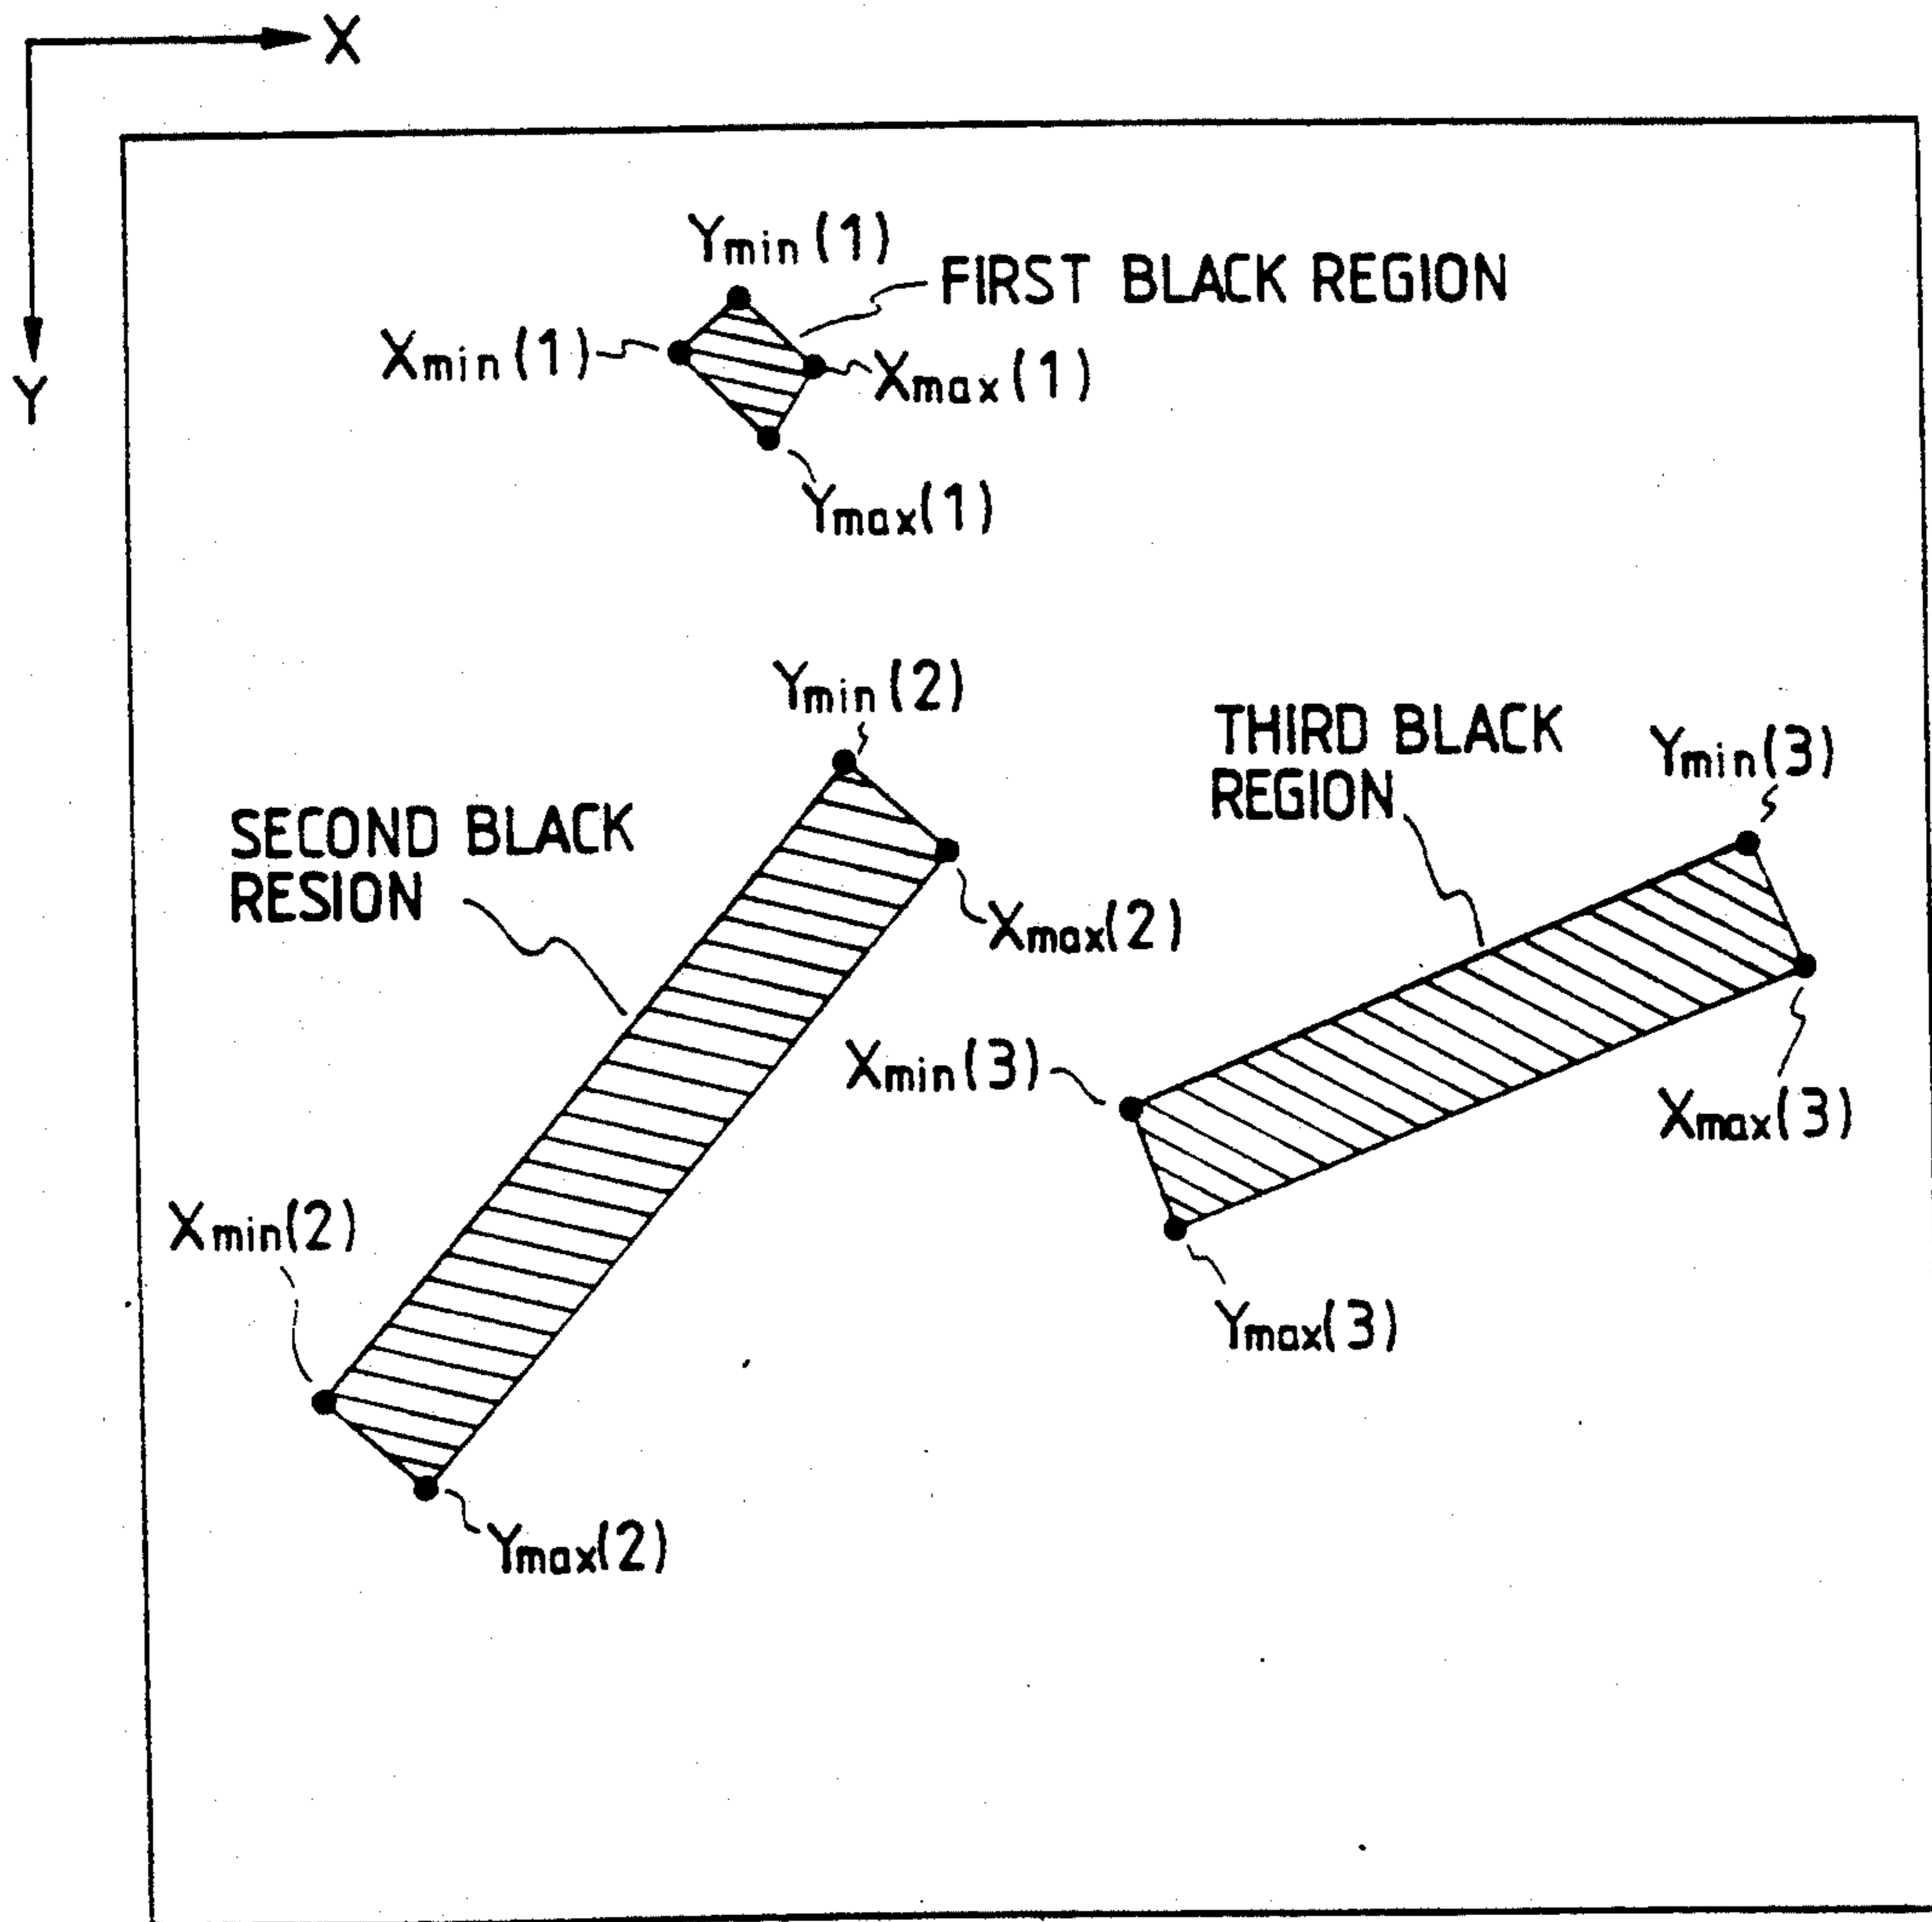 X
Y
Ymin (1)
FIRST BLACK REGION
Xmin (1)
Xmax (1)
Ymax(1)
Ymin (2)
THIRD BLACK
REGION
Ymin(3)
SECOND BLACK
RESION
Xmax(2)
Xmin(3)
Xmax(3)
Xmin(2)
Ymax(3)
Ymax(2)